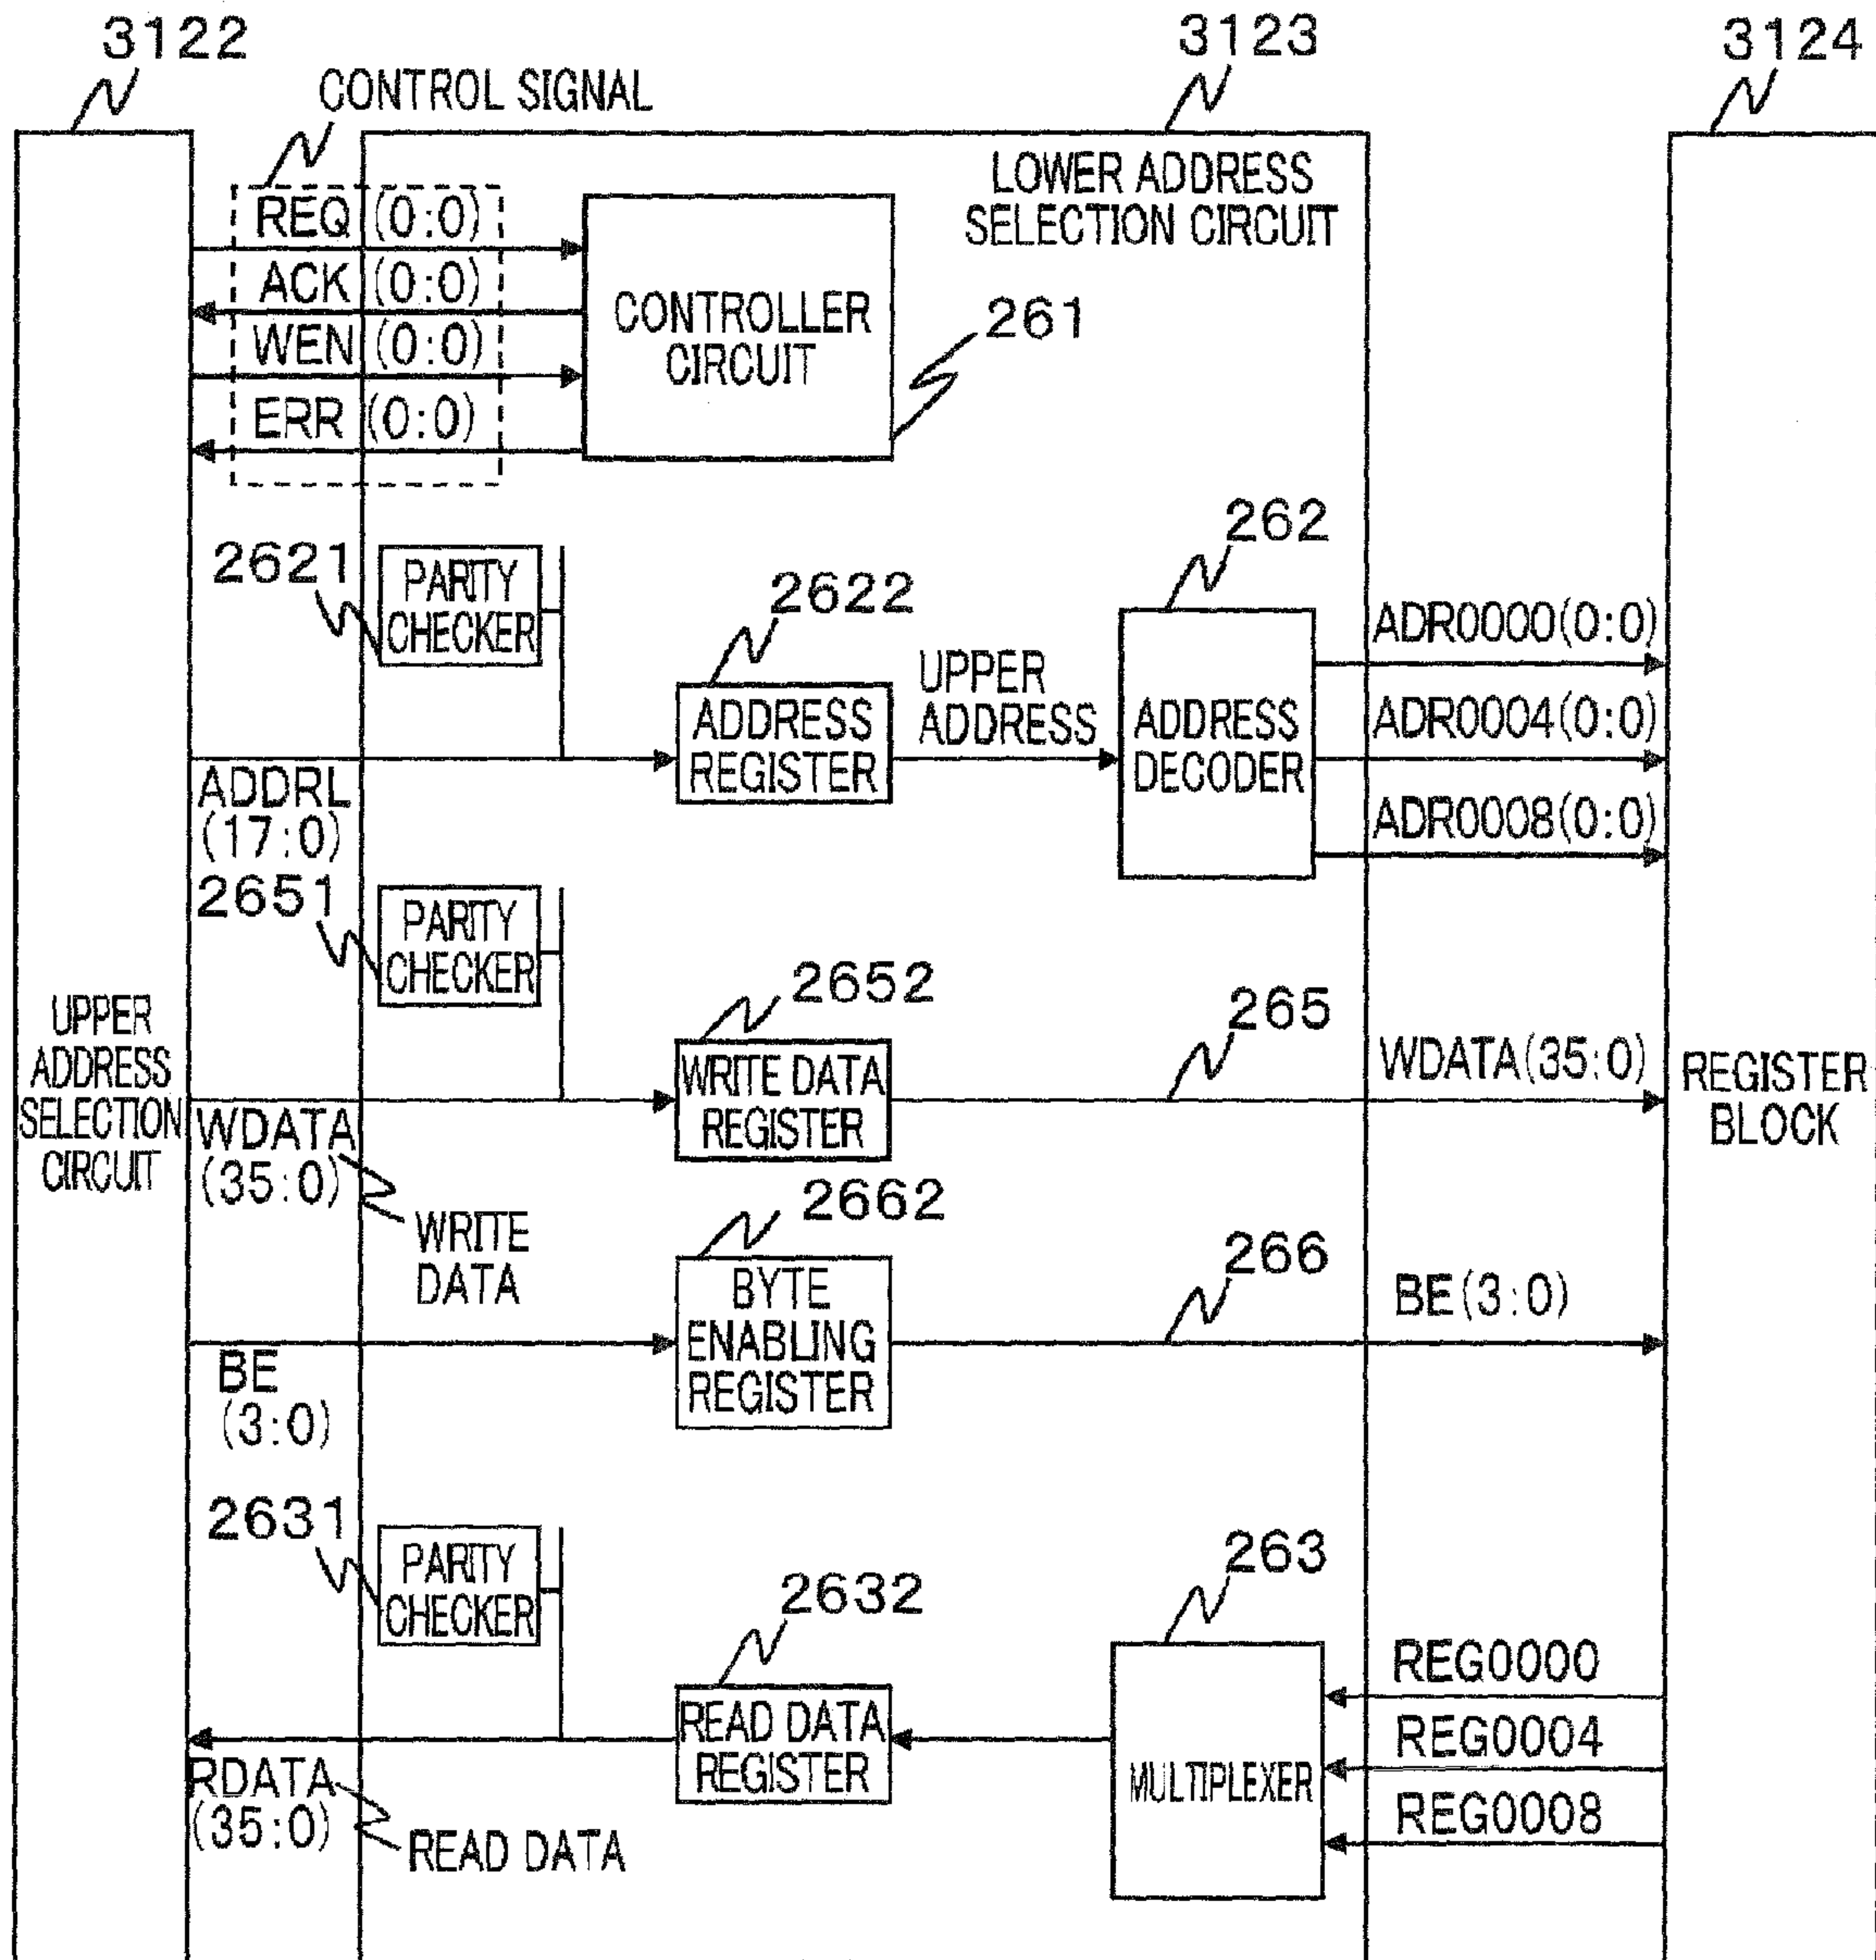 3122
3123
3124
CONTROL SIGNAL
LOWER ADDRESS
SELECTION CIRCUIT
REQ (0:0)
ACK (0:0)
WEN (0:0)
ERR (0:0)
CONTROLLER
CIRCUIT
261
2621
PARITY
CHECKER
2622
ADDRESS
REGISTER
UPPER
ADDRESS
262
ADDRESS
DECODER
ADR0000(0:0)
ADR0004(0:0)
ADR0008(0:0)
ADDRL
(17:0)
2651
PARITY
CHECKER
2652
WRITE DATA
REGISTER
265
WDATA(35:0)
UPPER
ADDRESS
SELECTION
CIRCUIT
REGISTER
BLOCK
WDATA
(35:0)
WRITE
DATA
2662
BYTE
ENABLING
REGISTER
266
BE(3:0)
BE
(3:0)
2631
PARITY
CHECKER
2632
READ DATA
REGISTER
263
MULTIPLEXER
REG0000
REG0004
REG0008
RDATA
(35:0)
READ DATA